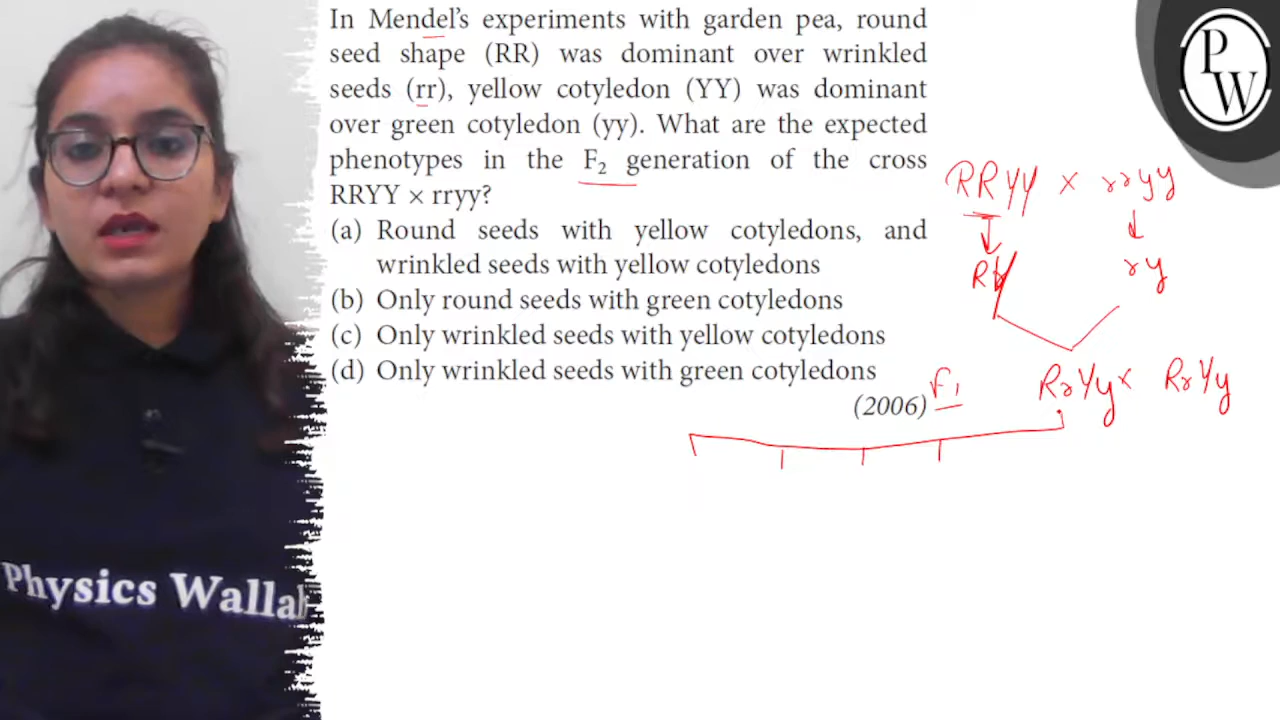 In Mendel's experiments with garden pea, round
seed shape (RR) was dominant over wrinkled
seeds (rr), yellow cotyledon (YY) was dominant
over green cotyledon (yy). What are the expected
phenotypes in the F₂ generation of the cross
RRYY × rryy?
(a) Round seeds with yellow cotyledons, and
wrinkled seeds with yellow cotyledons
(b) Only round seeds with green cotyledons
(c) Only wrinkled seeds with yellow cotyledons
(d) Only wrinkled seeds with green cotyledons
(2006)
PW
RRYY × rryy
ry
F₁
RrYy × RrYy
Physics Wallah